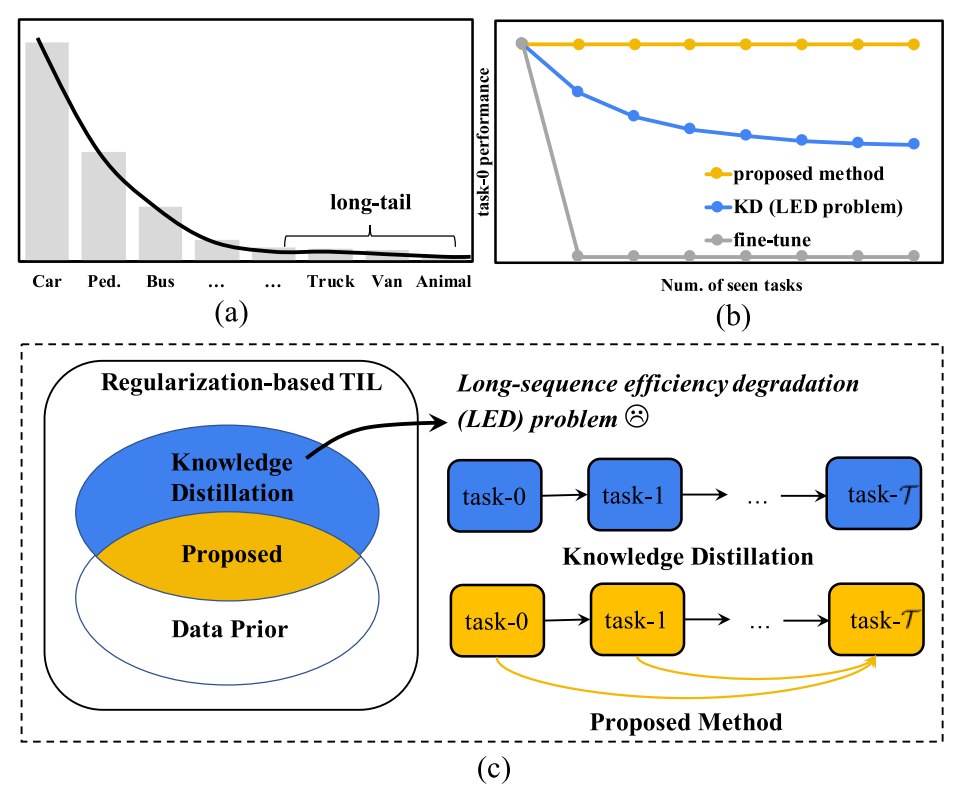 long-tail
Car Ped. Bus ... ... Truck Van Animal
(a)
task-0 performance
proposed method
KD (LED problem)
fine-tune
Num. of seen tasks
(b)
Regularization-based TIL
Knowledge
Distillation
Proposed
Data Prior
Long-sequence efficiency degradation
(LED) problem ☹
task-0 task-1 ... task-𝒯
Knowledge Distillation
task-0 task-1 ... task-𝒯
Proposed Method
(c)